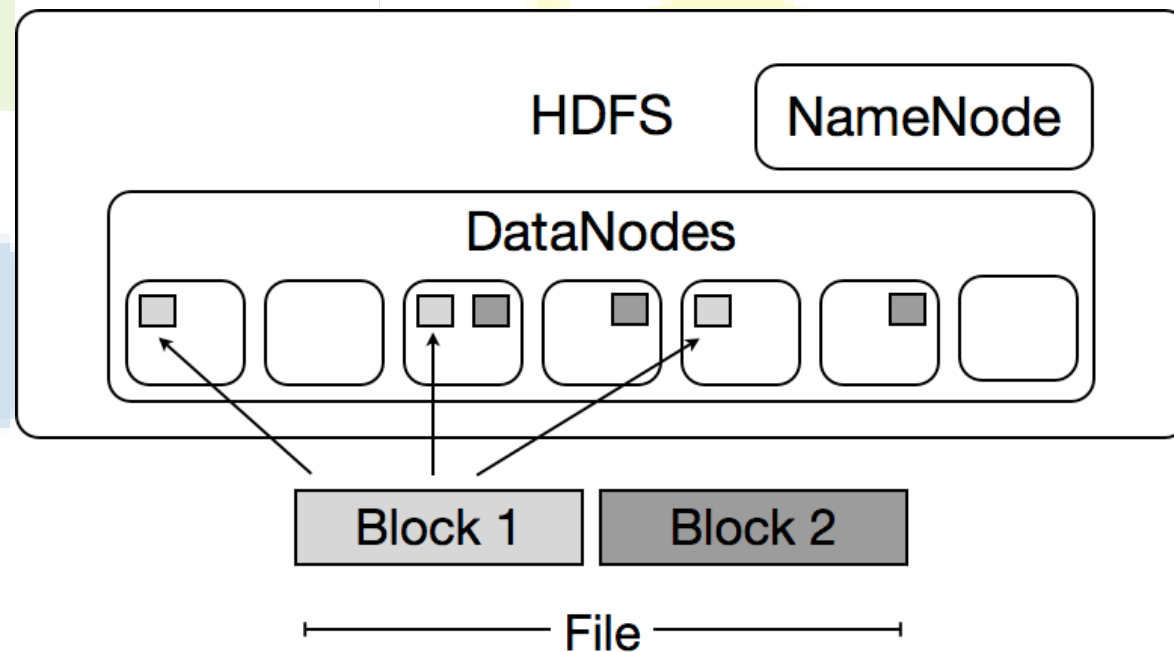 HDFS
NameNode
DataNodes
Block 1
Block 2
File